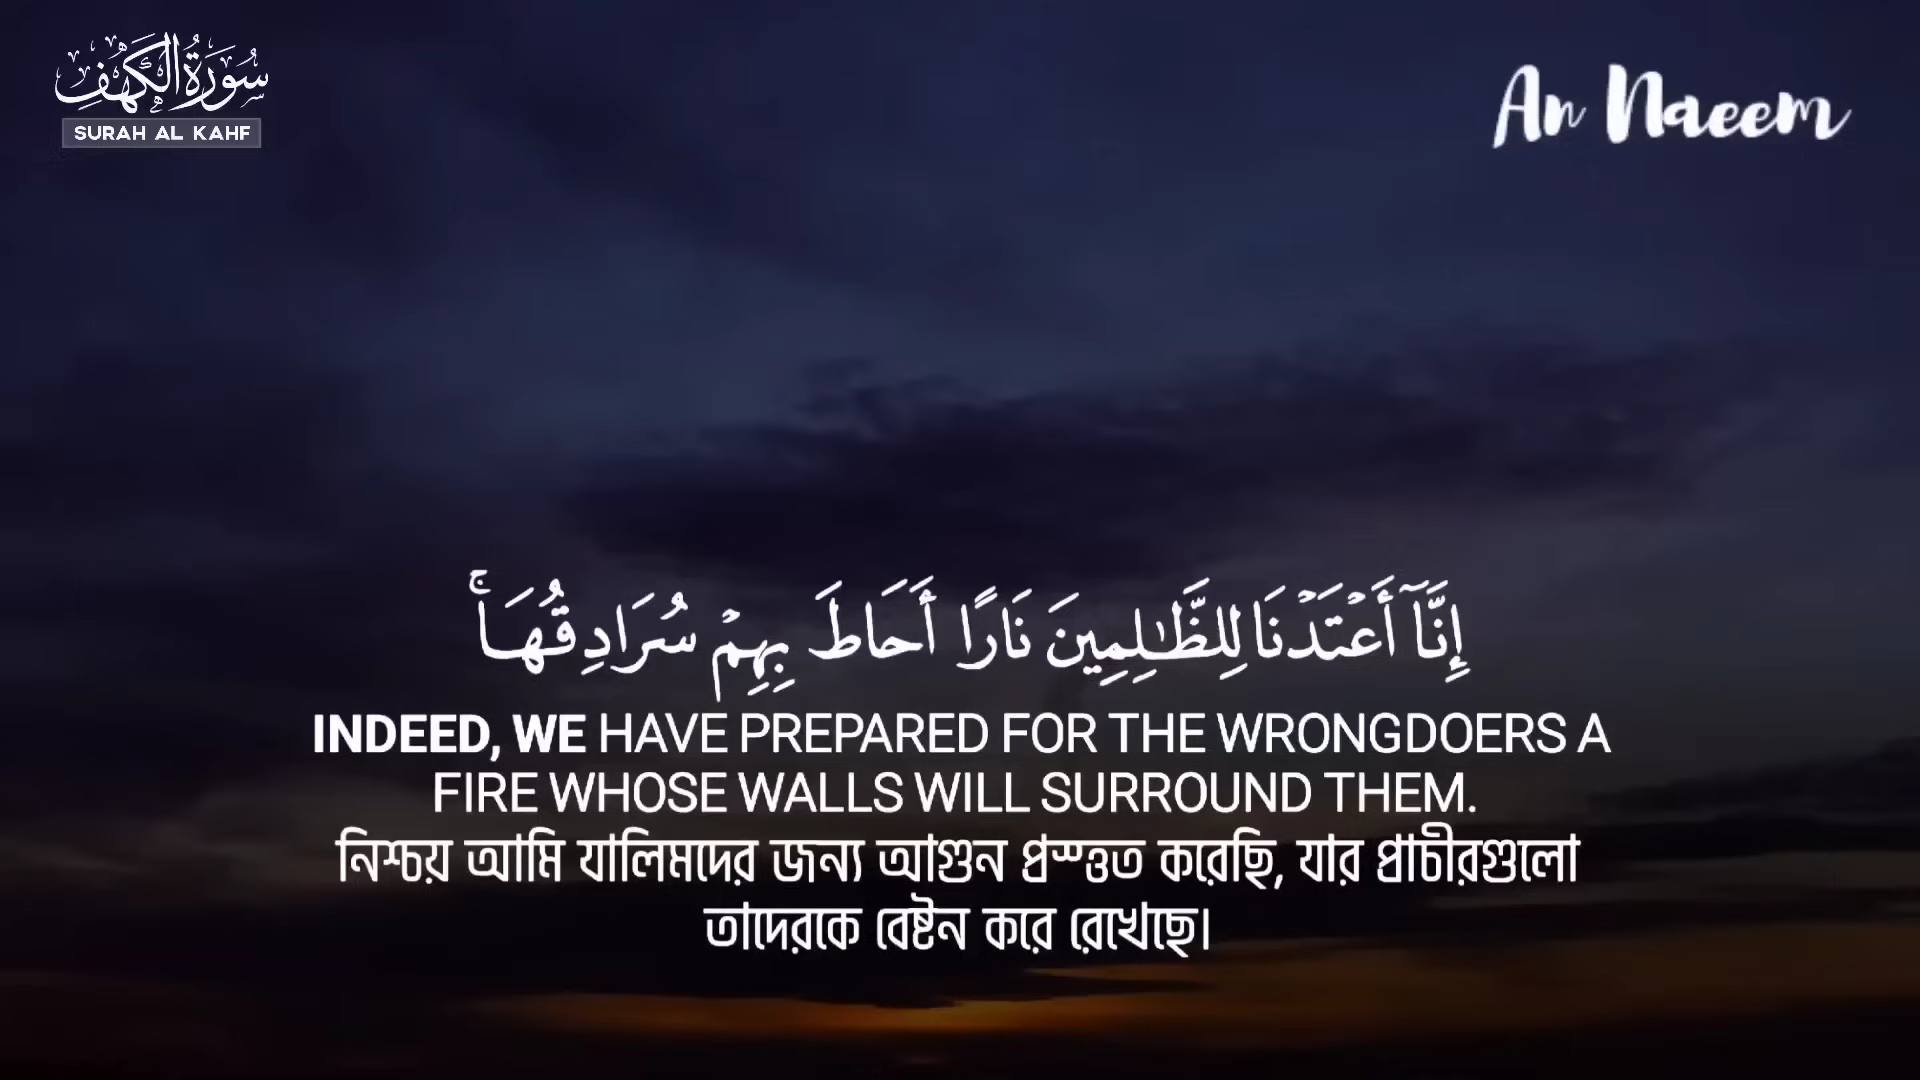 سُورَةُ الكَهْفِ
SURAH AL KAHF
An Naeem
إِنَّآ أَعْتَدْنَا لِلظَّٰلِمِينَ نَارًا أَحَاطَ بِهِمْ سُرَادِقُهَاۚ
INDEED, WE HAVE PREPARED FOR THE WRONGDOERS A
FIRE WHOSE WALLS WILL SURROUND THEM.
নিশ্চয় আমি যালিমদের জন্য আগুন প্রস্তুত করেছি, যার প্রাচীরগুলো
তাদেরকে বেষ্টন করে রেখেছে।